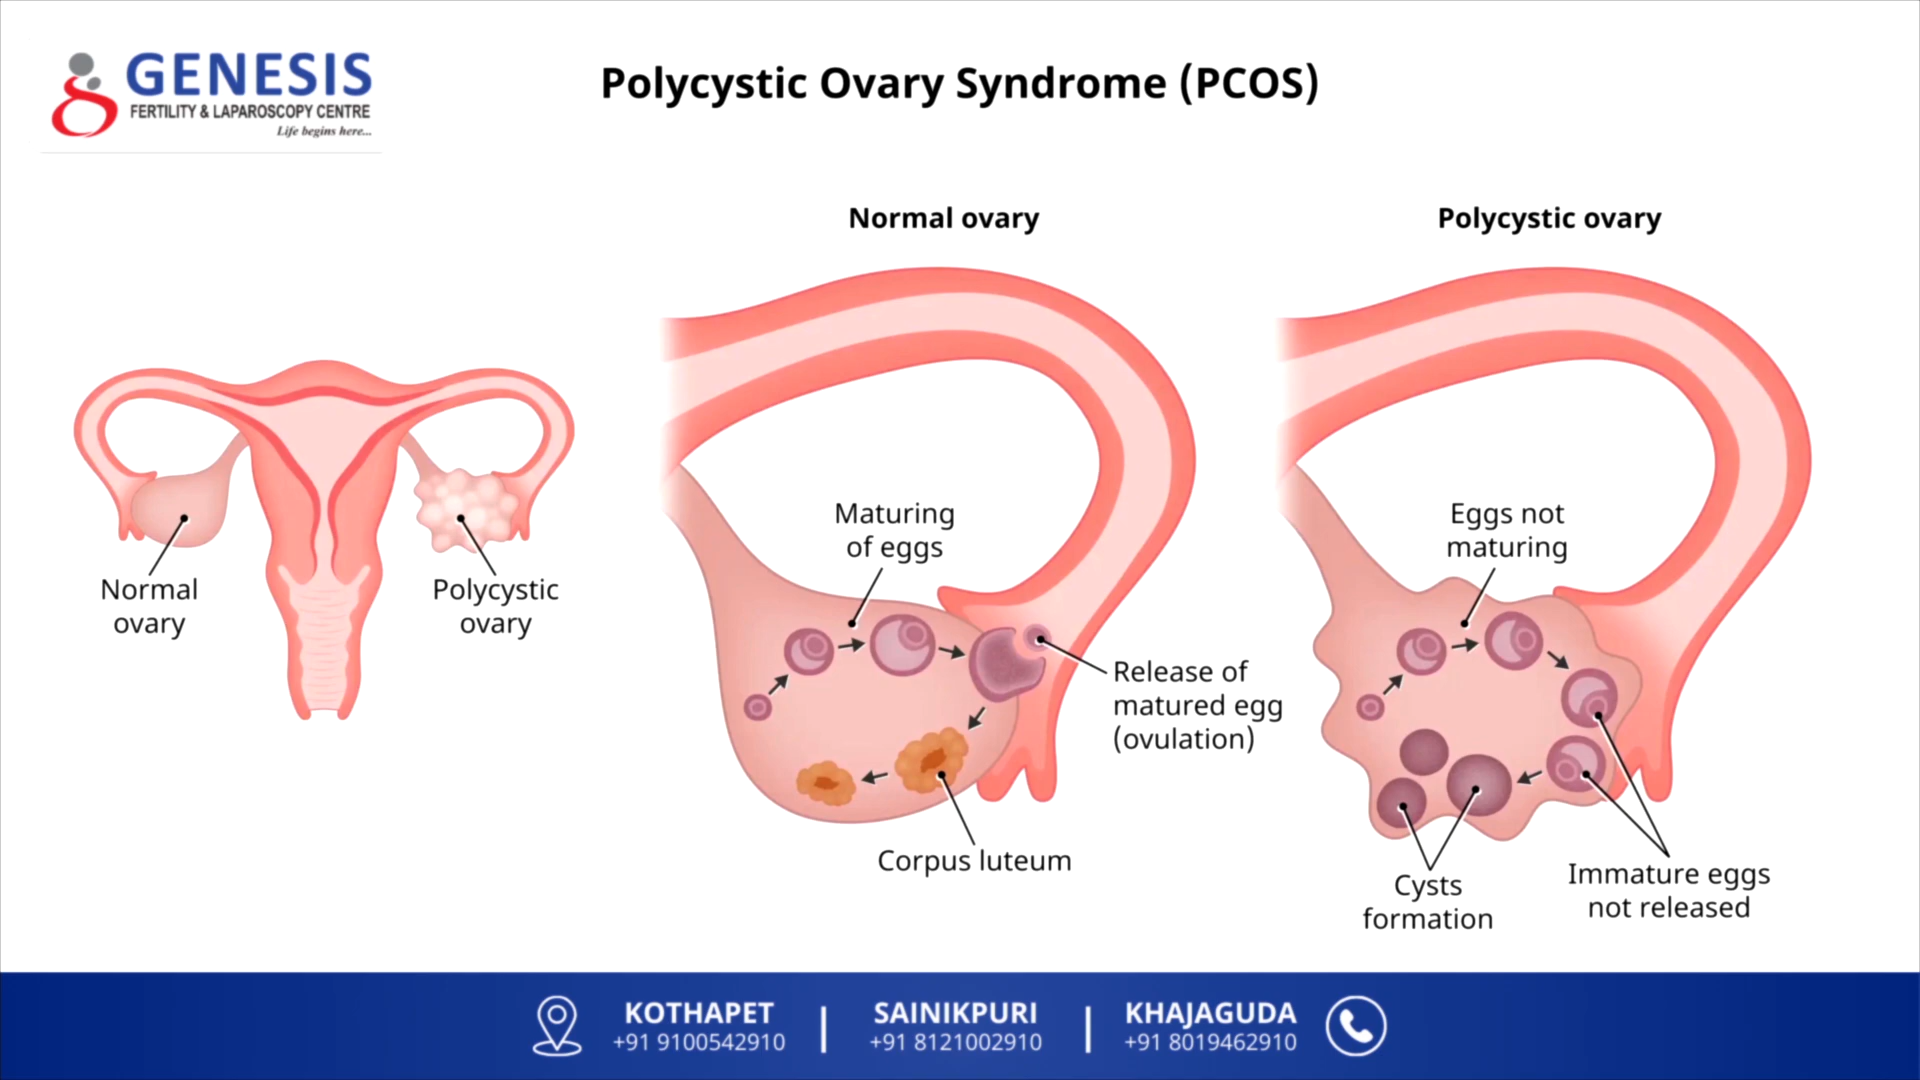 GENESIS
FERTILITY & LAPAROSCOPY CENTRE
Life begins here...
Polycystic Ovary Syndrome (PCOS)
Normal ovary
Polycystic ovary
Normal
ovary
Polycystic
ovary
Maturing
of eggs
Release of
matured egg
(ovulation)
Corpus luteum
Eggs not
maturing
Cysts
formation
Immature eggs
not released
KOTHAPET
+91 9100542910
SAINIKPURI
+91 8121002910
KHAJAGUDA
+91 8019462910